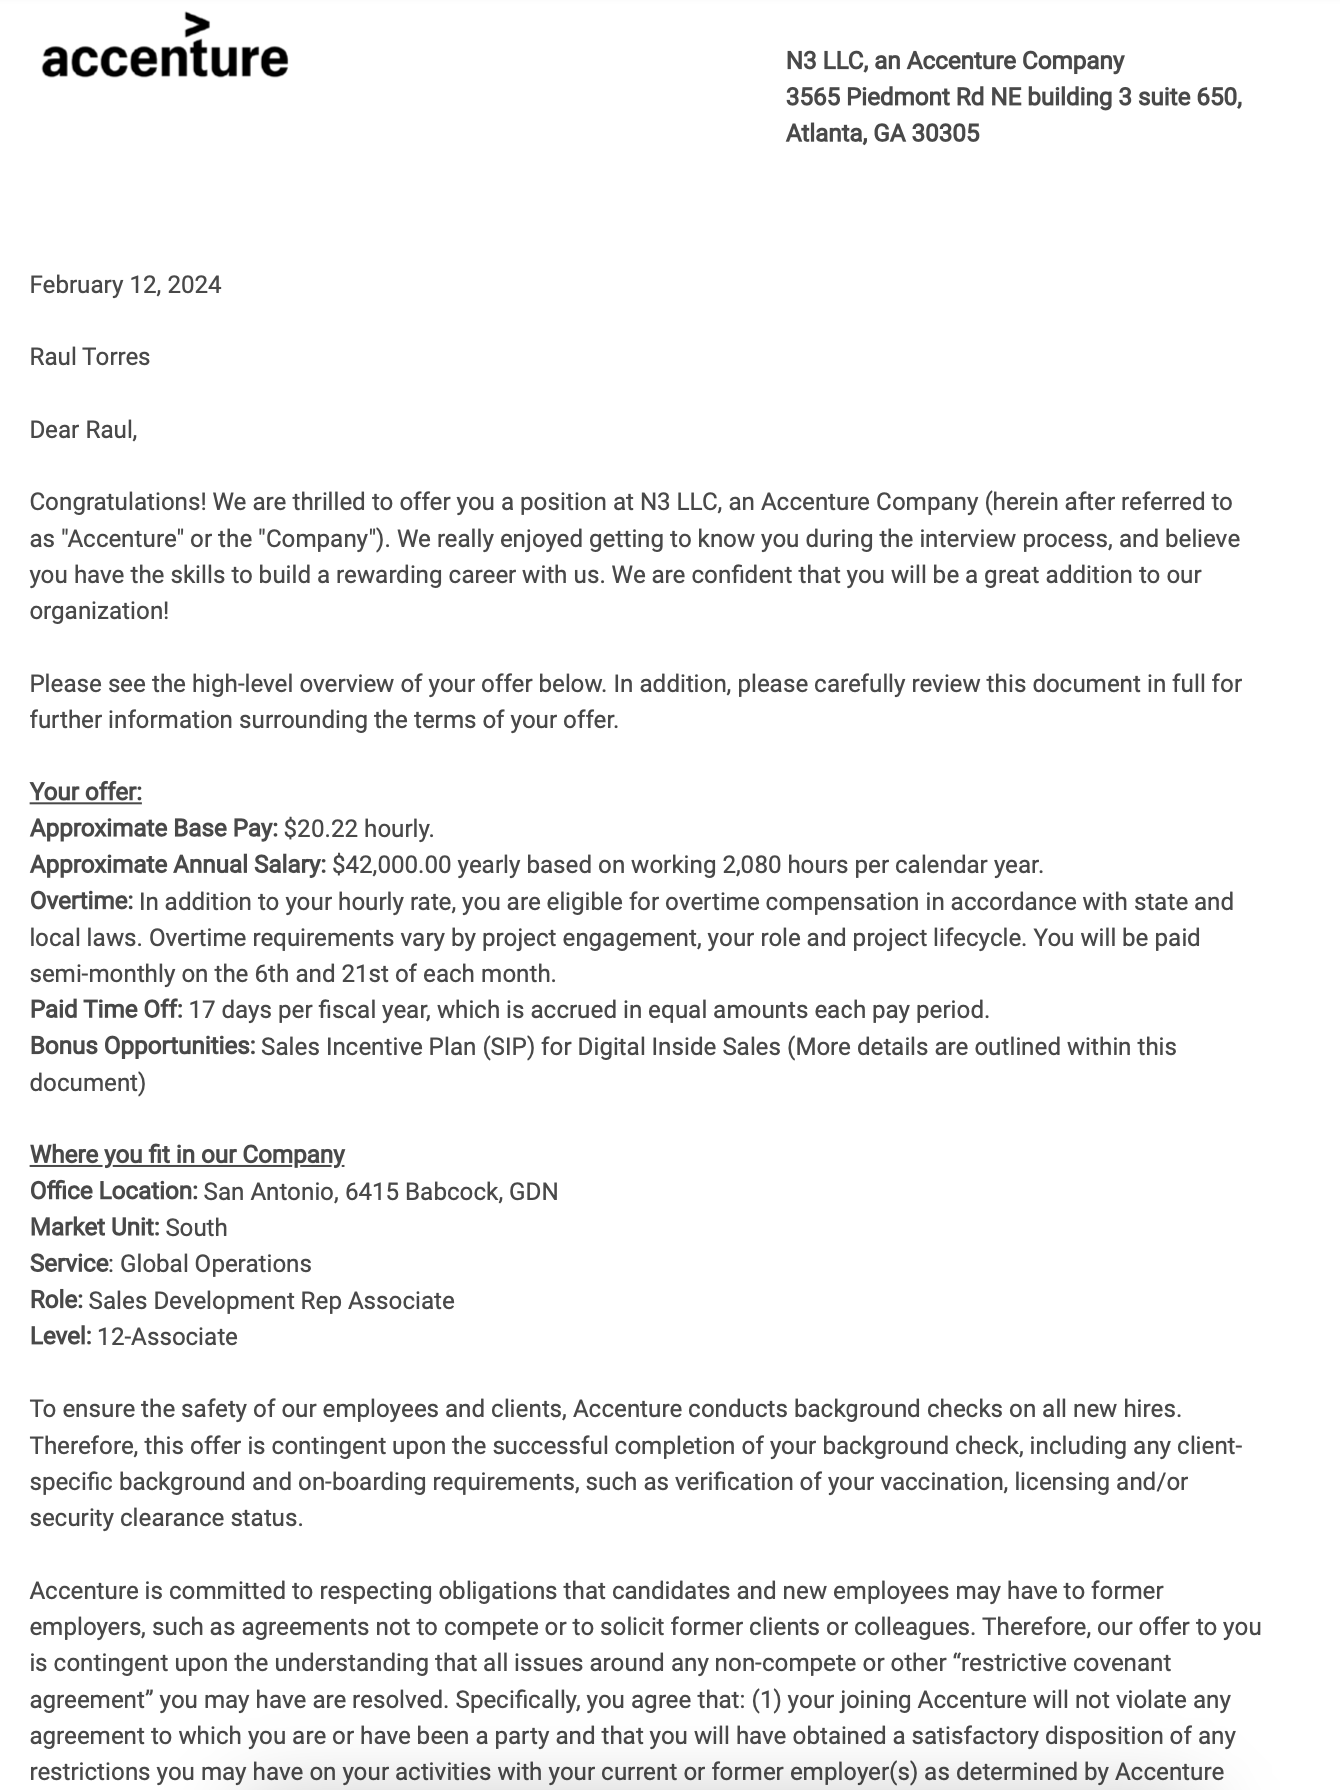 accenture
N3 LLC, an Accenture Company
3565 Piedmont Rd NE building 3 suite 650,
Atlanta, GA 30305
February 12, 2024
Raul Torres
Dear Raul,
Congratulations! We are thrilled to offer you a position at N3 LLC, an Accenture Company (herein after referred to
as "Accenture" or the "Company"). We really enjoyed getting to know you during the interview process, and believe
you have the skills to build a rewarding career with us. We are confident that you will be a great addition to our
organization!
Please see the high-level overview of your offer below. In addition, please carefully review this document in full for
further information surrounding the terms of your offer.
Your offer:
Approximate Base Pay: $20.22 hourly.
Approximate Annual Salary: $42,000.00 yearly based on working 2,080 hours per calendar year.
Overtime: In addition to your hourly rate, you are eligible for overtime compensation in accordance with state and
local laws. Overtime requirements vary by project engagement, your role and project lifecycle. You will be paid
semi-monthly on the 6th and 21st of each month.
Paid Time Off: 17 days per fiscal year, which is accrued in equal amounts each pay period.
Bonus Opportunities: Sales Incentive Plan (SIP) for Digital Inside Sales (More details are outlined within this
document)
Where you fit in our Company
Office Location: San Antonio, 6415 Babcock, GDN
Market Unit: South
Service: Global Operations
Role: Sales Development Rep Associate
Level: 12-Associate
To ensure the safety of our employees and clients, Accenture conducts background checks on all new hires.
Therefore, this offer is contingent upon the successful completion of your background check, including any client-
specific background and on-boarding requirements, such as verification of your vaccination, licensing and/or
security clearance status.
Accenture is committed to respecting obligations that candidates and new employees may have to former
employers, such as agreements not to compete or to solicit former clients or colleagues. Therefore, our offer to you
is contingent upon the understanding that all issues around any non-compete or other “restrictive covenant
agreement” you may have are resolved. Specifically, you agree that: (1) your joining Accenture will not violate any
agreement to which you are or have been a party and that you will have obtained a satisfactory disposition of any
restrictions you may have on your activities with your current or former employer(s) as determined by Accenture